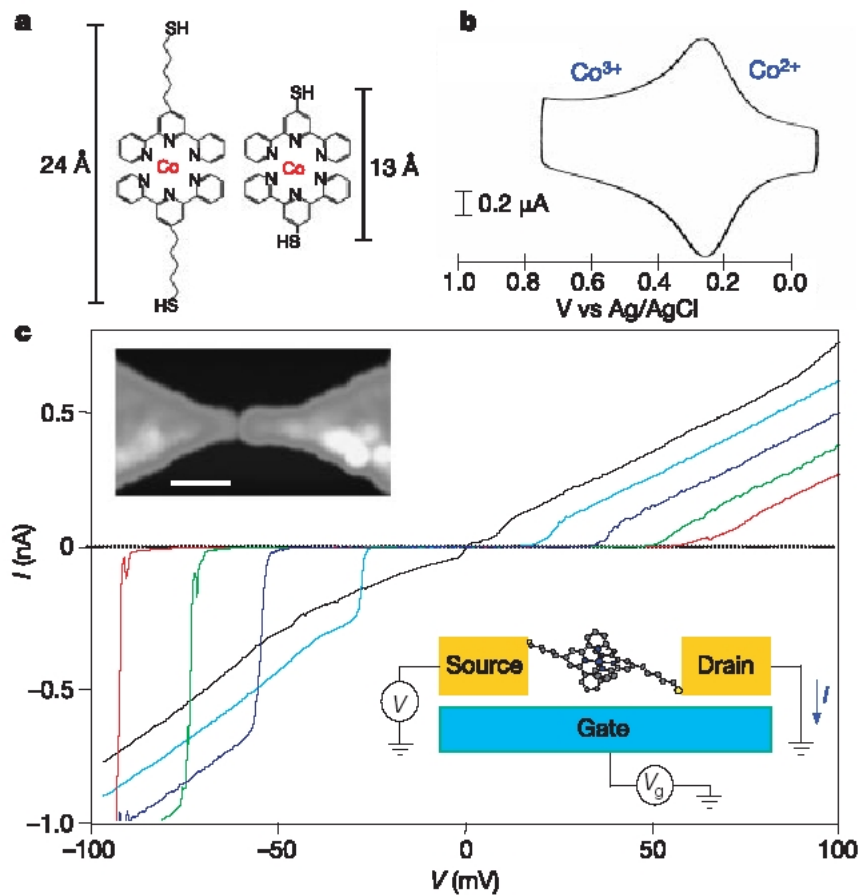 a
SH
N
N
N
Co
N
N
N
HS
24 Å
SH
N
N
N
Co
N
N
N
HS
13 Å
b
Co³⁺
Co²⁺
0.2 µA
1.0 0.8 0.6 0.4 0.2 0.0
V vs Ag/AgCl
c
0.5
0
−0.5
−1.0
I (nA)
Source
Drain
Gate
V
I
V_g
−100 −50 0 50 100
V (mV)